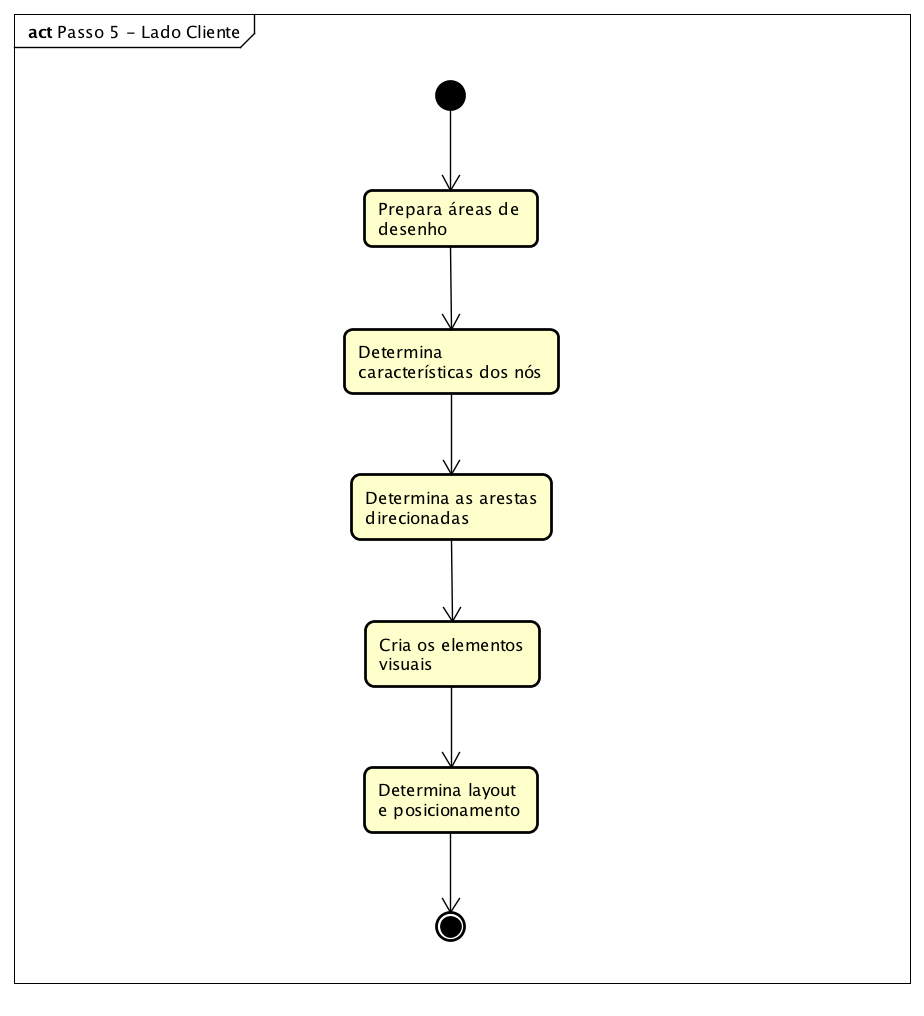 act Passo 5 - Lado Cliente
Prepara áreas de
desenho
Determina
características dos nós
Determina as arestas
direcionadas
Cria os elementos
visuais
Determina layout
e posicionamento